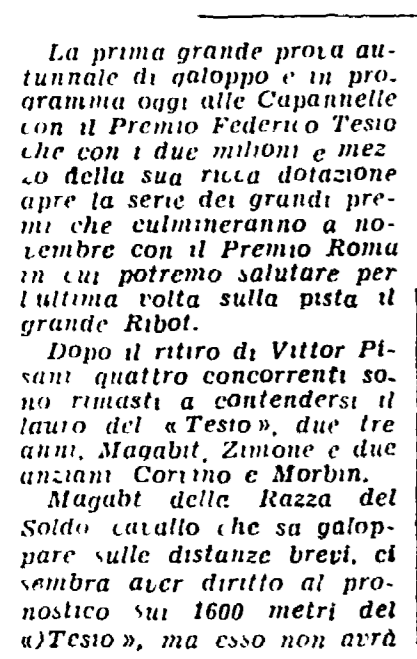 La prima grande prova au-
tunnale di galoppo e in pro-
gramma oggi alle Capannelle
con il Premio Federico Tesio
che con i due milioni e mez
zo della sua ricca dotazione
apre la serie dei grandi pre-
mi che culmineranno a no-
vembre con il Premio Roma
in cui potremo salutare per
l ultima volta sulla pista il
grande Ribot.
Dopo il ritiro di Vittor Pi-
sani quattro concorrenti so-
no rimasti a contendersi il
lauro del « Tesio », due tre
anni, Magabit, Zimone e due
anziani Cortino e Morbin.
Magabt della Razza del
Soldo cavallo che sa galop-
pare sulle distanze brevi, ci
sembra aver diritto al pro-
nostico sui 1600 metri del
«)Tesio », ma esso non avrà